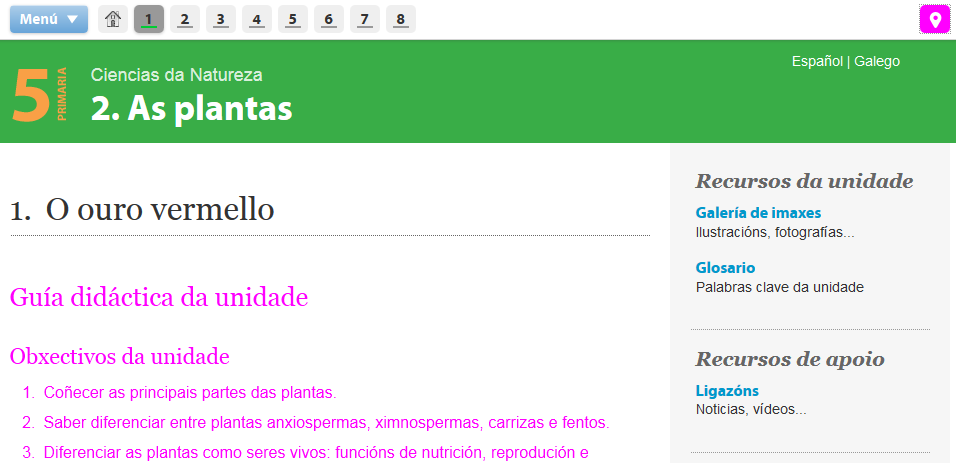 Menú
1 2 3 4 5 6 7 8
Español | Galego
5 PRIMARIA
Ciencias da Natureza
2. As plantas
1. O ouro vermello
Guía didáctica da unidade
Obxectivos da unidade
1. Coñecer as principais partes das plantas.
2. Saber diferenciar entre plantas anxiospermas, ximnospermas, carrizas e fentos.
3. Diferenciar as plantas como seres vivos: funcións de nutrición, reprodución e
Recursos da unidade
Galería de imaxes
Ilustracións, fotografías...
Glosario
Palabras clave da unidade
Recursos de apoio
Ligazóns
Noticias, vídeos...